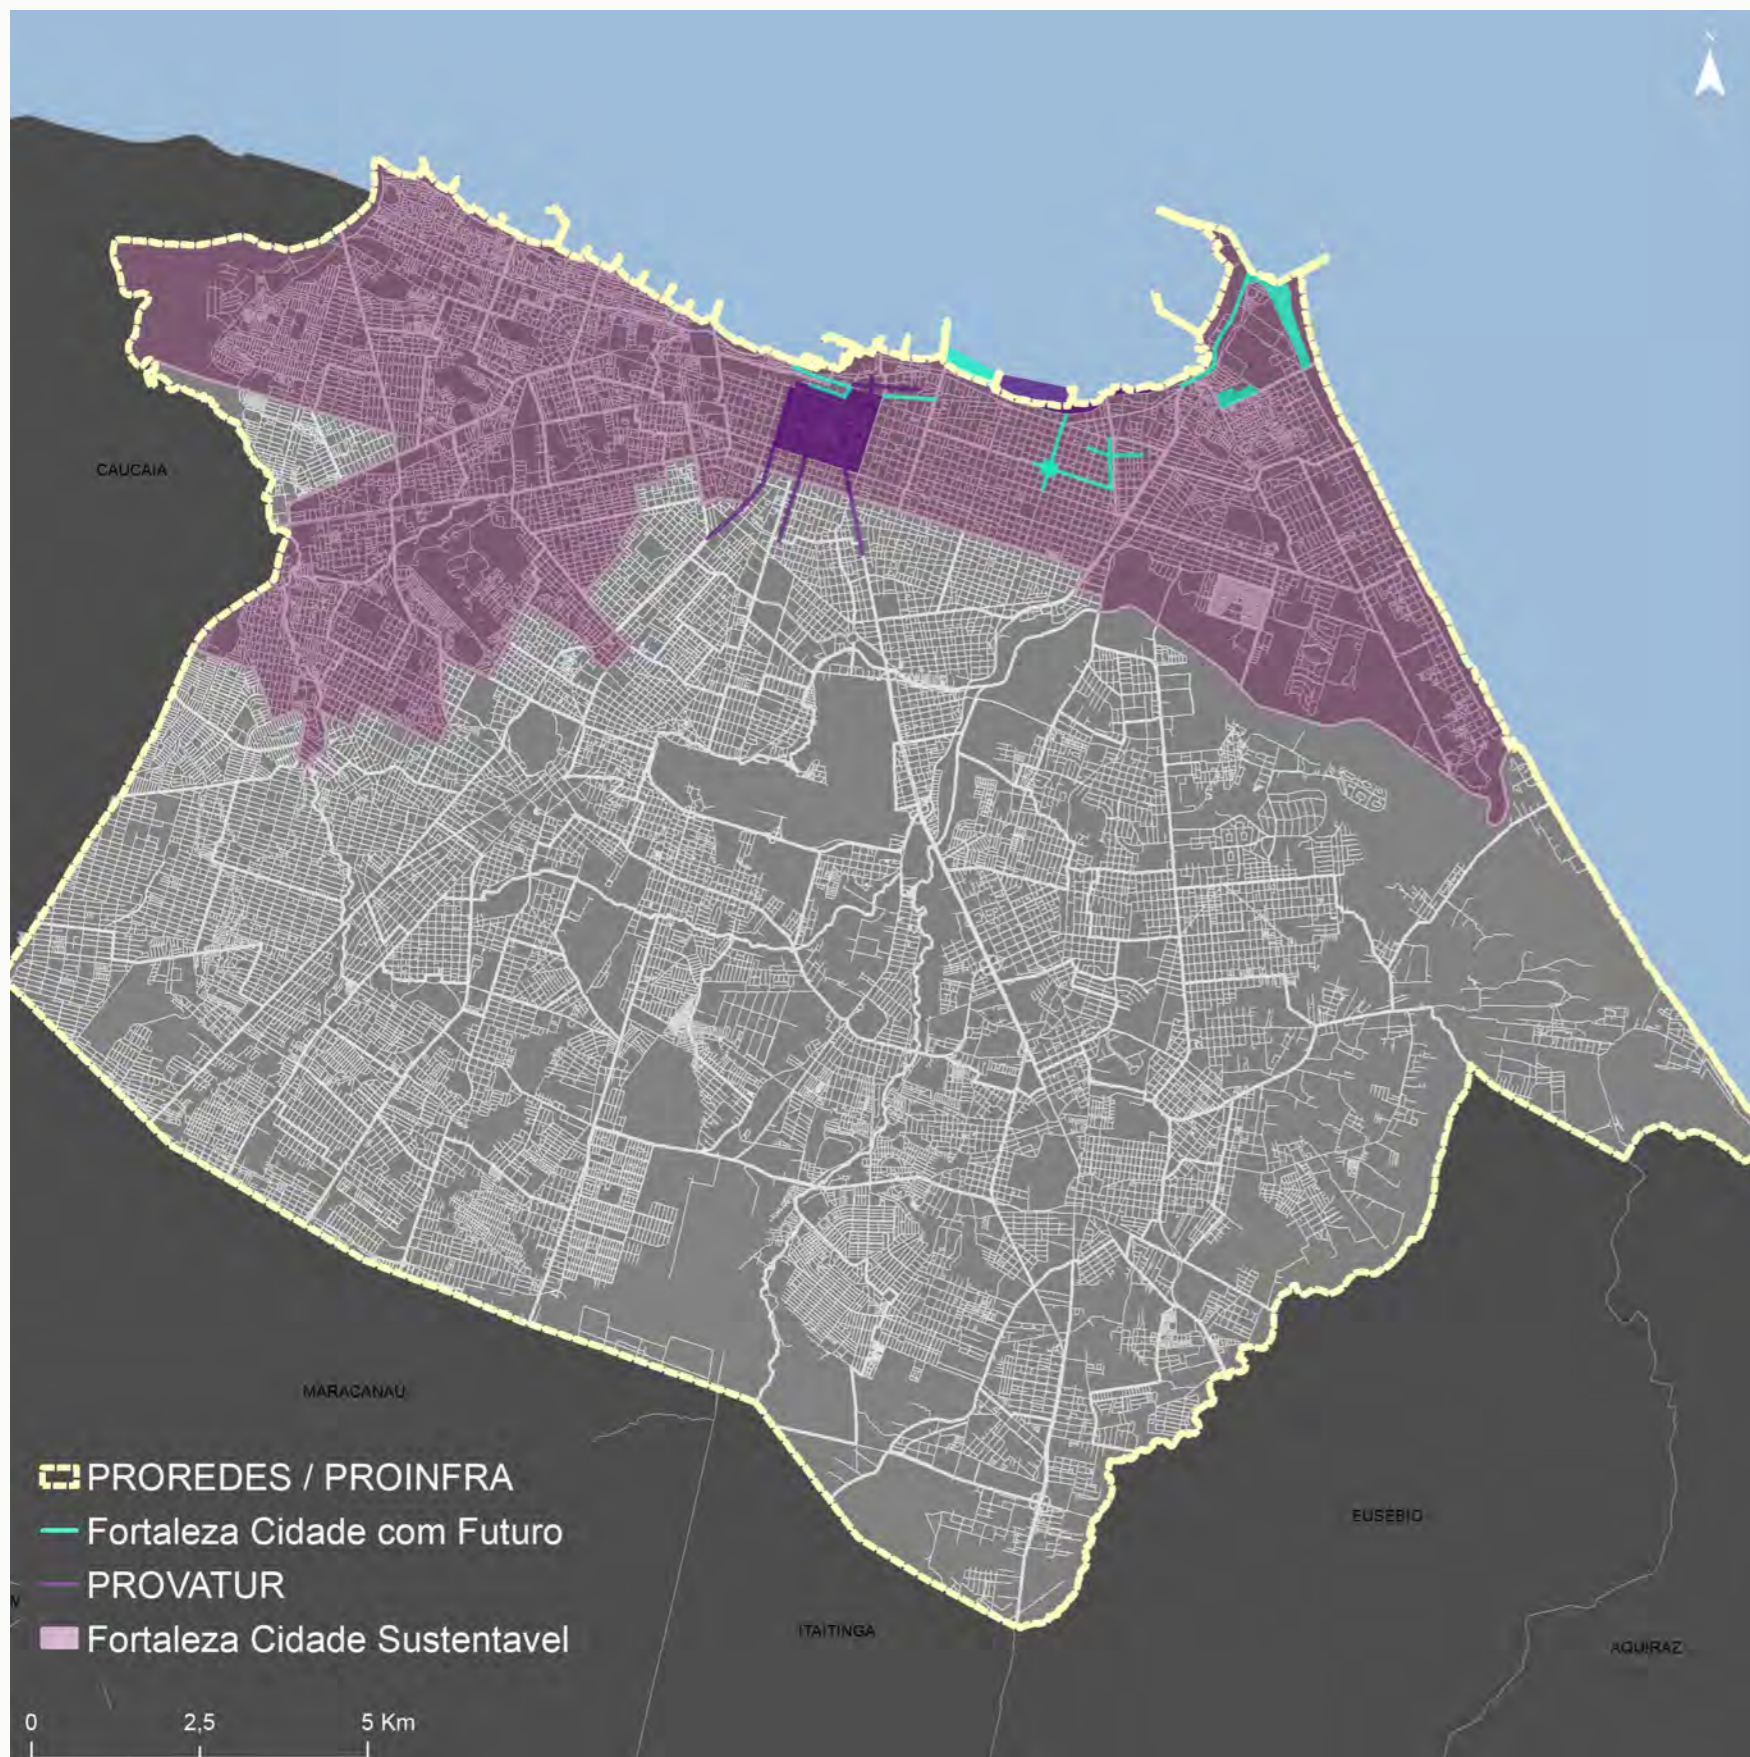 N
CAUCAIA
MARACANAÚ
PROREDES / PROINFRA
Fortaleza Cidade com Futuro
PROVATUR
Fortaleza Cidade Sustentavel
EUSÉBIO
ITAITINGA
AQUIRAZ
0 2,5 5 Km